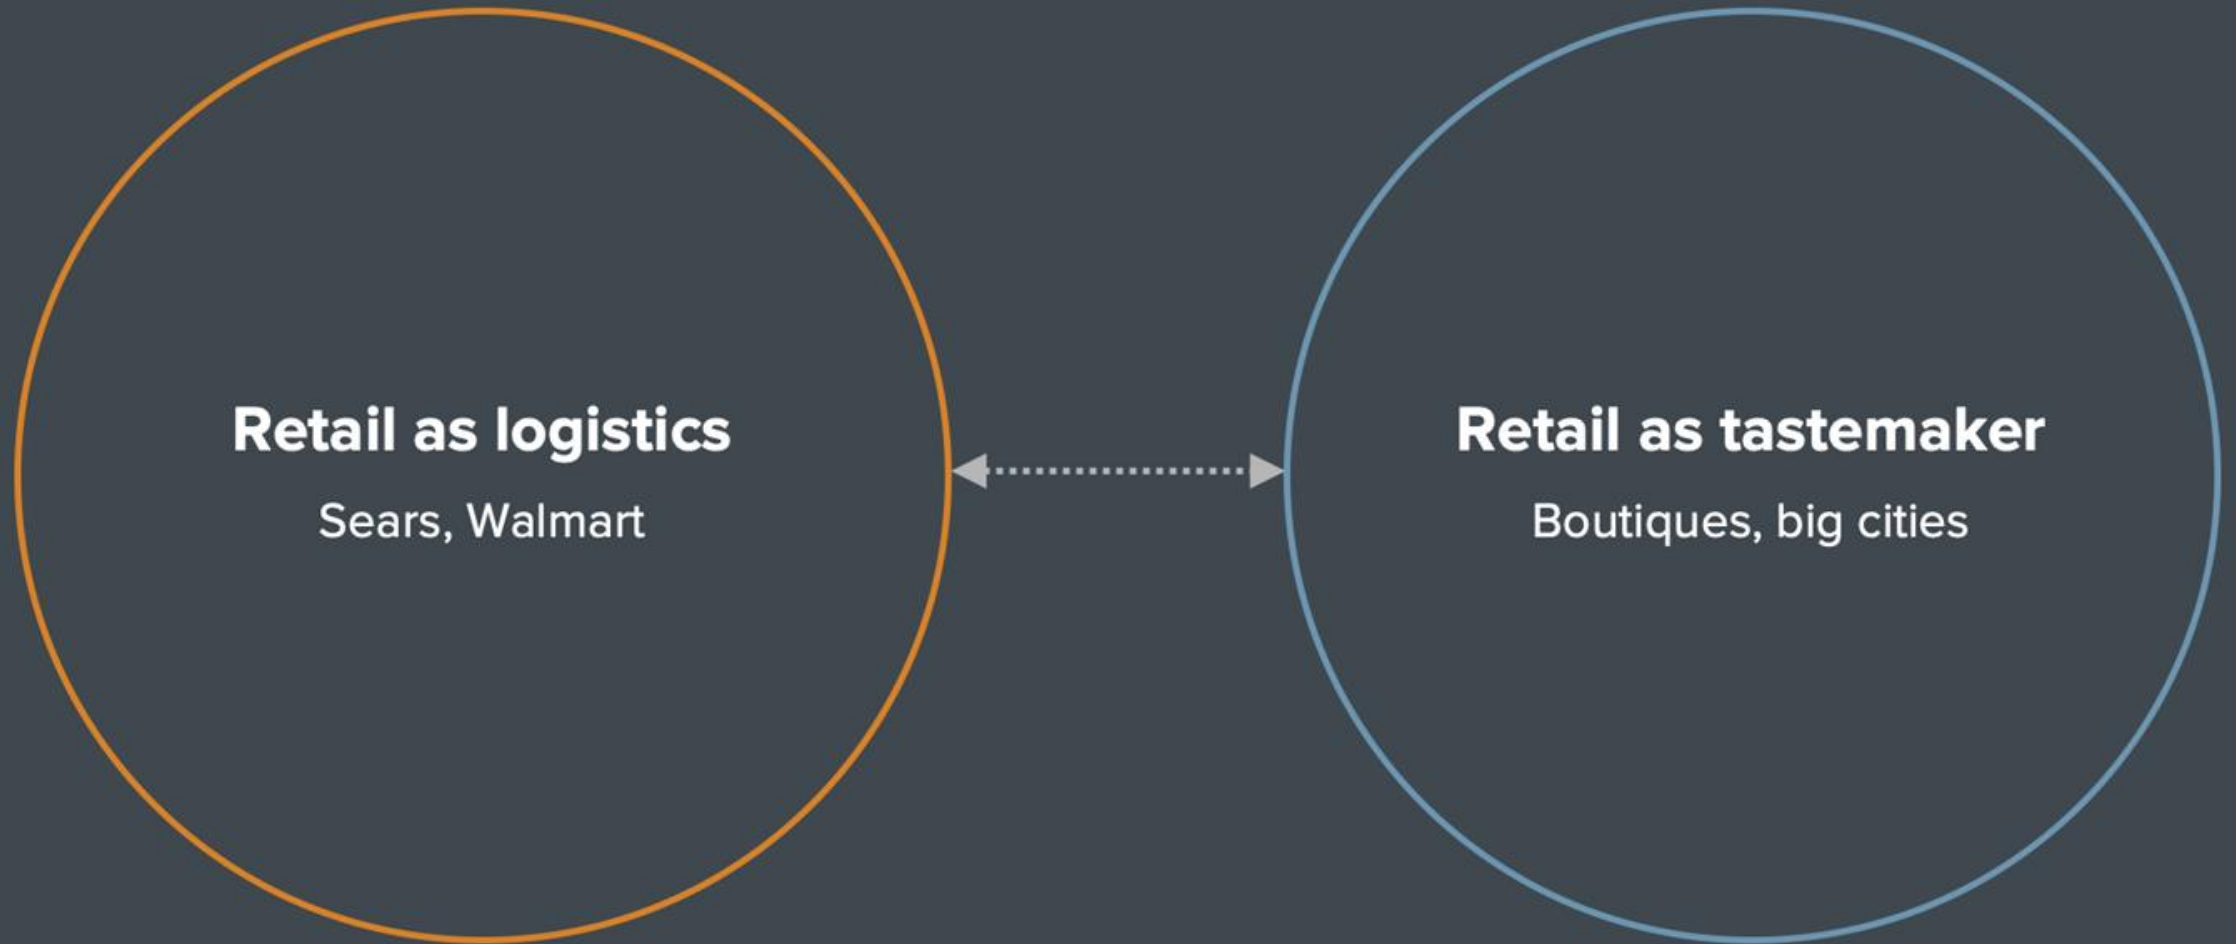 Retail as logistics
Sears, Walmart
Retail as tastemaker
Boutiques, big cities